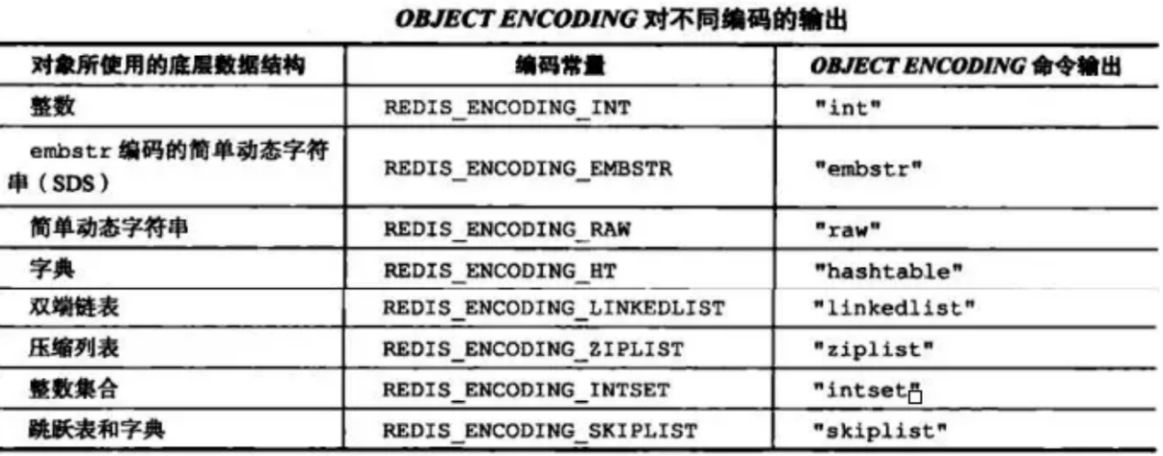 OBJECT ENCODING 对不同编码的输出
对象所使用的底层数据结构 编码常量 OBJECT ENCODING 命令输出
整数 REDIS_ENCODING_INT "int"
embstr 编码的简单动态字符
串（SDS） REDIS_ENCODING_EMBSTR "embstr"
简单动态字符串 REDIS_ENCODING_RAW "raw"
字典 REDIS_ENCODING_HT "hashtable"
双端链表 REDIS_ENCODING_LINKEDLIST "linkedlist"
压缩列表 REDIS_ENCODING_ZIPLIST "ziplist"
整数集合 REDIS_ENCODING_INTSET "intset"
跳跃表和字典 REDIS_ENCODING_SKIPLIST "skiplist"